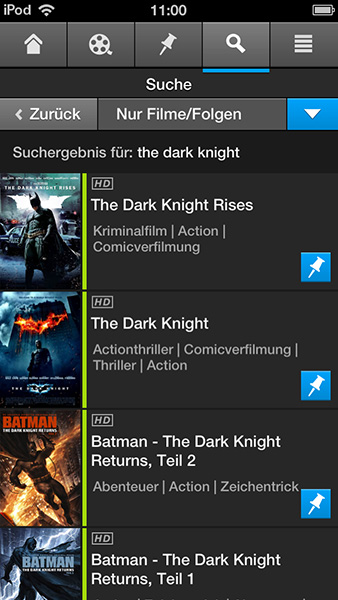 iPod 11:00
Suche
Zurück Nur Filme/Folgen
Suchergebnis für: the dark knight
THE DARK KNIGHT RISES
HD
The Dark Knight Rises
Kriminalfilm | Action |
Comicverfilmung
THE DARK KNIGHT
HD
The Dark Knight
Actionthriller | Comicverfilmung |
Thriller | Action
BATMAN
THE DARK KNIGHT RETURNS
HD
Batman - The Dark Knight
Returns, Teil 2
Abenteuer | Action | Zeichentrick
BATMAN
THE DARK KNIGHT RETURNS
HD
Batman - The Dark Knight
Returns, Teil 1